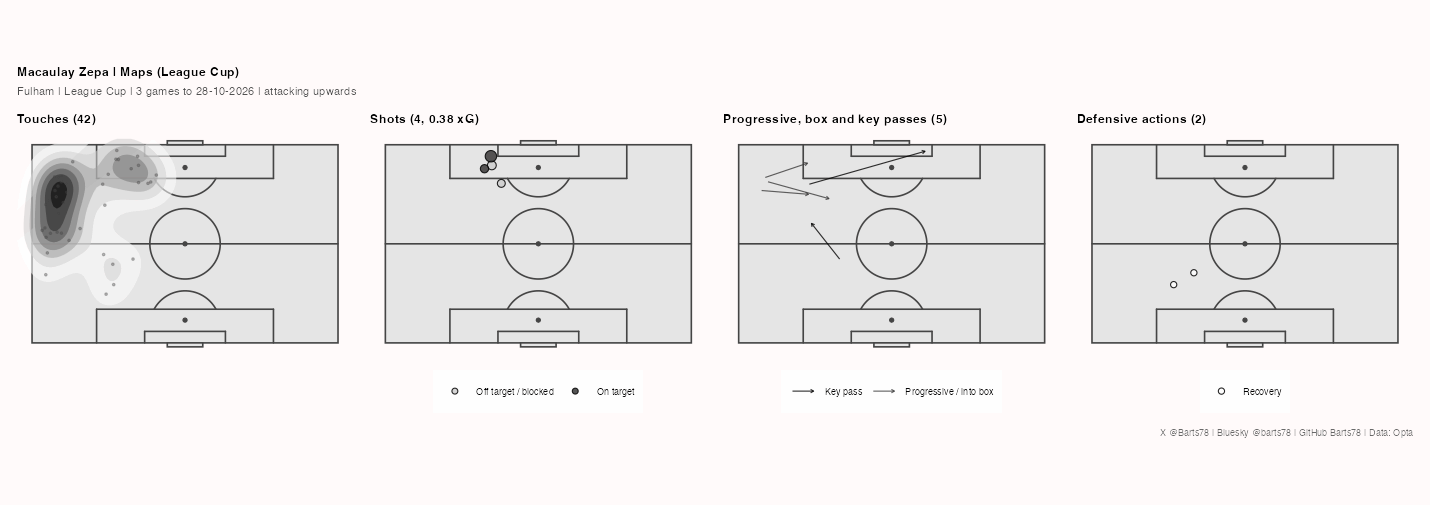 Macaulay Zepa | Maps (League Cup)
Fulham | League Cup | 3 games to 28-10-2026 | attacking upwards
Touches (42)
Shots (4, 0.38 xG)
Progressive, box and key passes (5)
Defensive actions (2)
Off target / blocked
On target
Key pass
Progressive / into box
Recovery
X @Barts78 | Bluesky @barts78 | GitHub Barts78 | Data: Opta